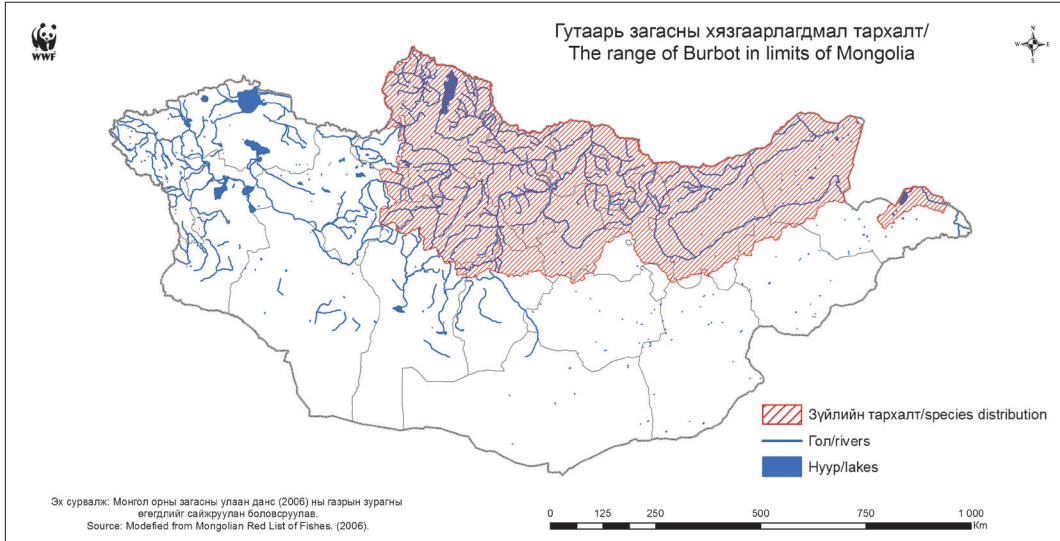 WWF
Гутаарь загасны хязгаарлагдмал тархалт/
The range of Burbot in limits of Mongolia
N
W E
S
Зүйлийн тархалт/species distribution
Гол/rivers
Нуур/lakes
Эх сурвалж: Монгол орны загасны улаан данс (2006) ны газрын зурагны
өгөгдлийг сайжруулан боловсруулав.
Source: Modefied from Mongolian Red List of Fishes. (2006).
0 125 250 500 750 1 000
Км